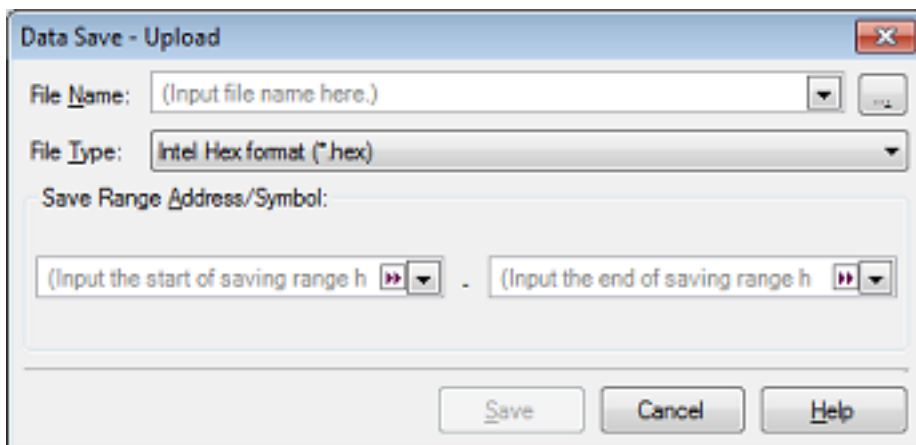 Data Save - Upload
File Name: (Input file name here.) ...
File Type: Intel Hex format (*.hex)
Save Range Address/Symbol:
(Input the start of saving range h - (Input the end of saving range h
Save Cancel Help